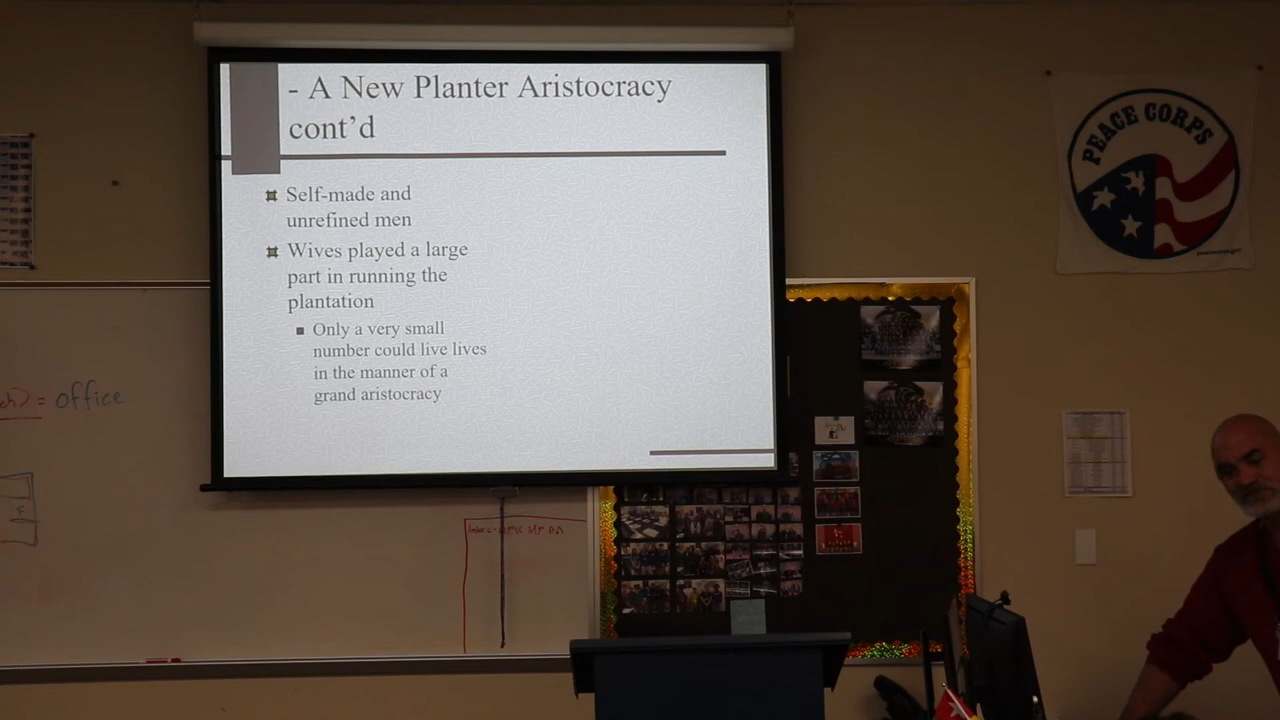 - A New Planter Aristocracy
cont’d
Self-made and
unrefined men
Wives played a large
part in running the
plantation
Only a very small
number could live lives
in the manner of a
grand aristocracy
PEACE CORPS
= office